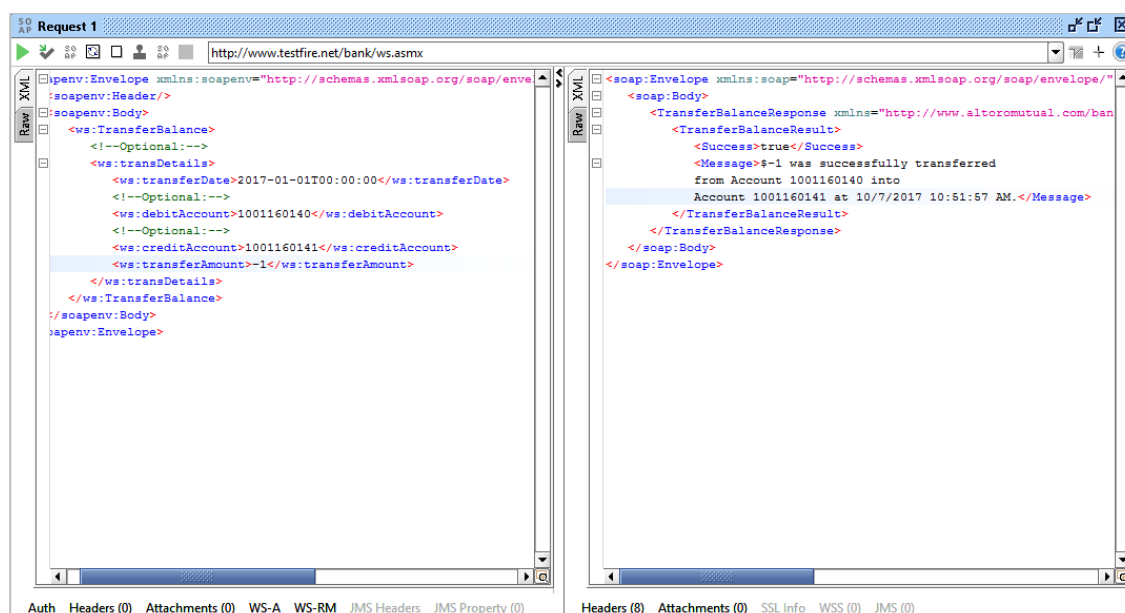 SO
AP Request 1
http://www.testfire.net/bank/ws.asmx
XML
Raw
apenv:Envelope xmlns:soapenv="http://schemas.xmlsoap.org/soap/enve
soapenv:Header/>
soapenv:Body>
<ws:TransferBalance>
<!--Optional:-->
<ws:transDetails>
<ws:transferDate>2017-01-01T00:00:00</ws:transferDate>
<!--Optional:-->
<ws:debitAccount>1001160140</ws:debitAccount>
<!--Optional:-->
<ws:creditAccount>1001160141</ws:creditAccount>
<ws:transferAmount>-1</ws:transferAmount>
</ws:transDetails>
</ws:TransferBalance>
/soapenv:Body>
apenv:Envelope>
XML
Raw
<soap:Envelope xmlns:soap="http://schemas.xmlsoap.org/soap/envelope/"
<soap:Body>
<TransferBalanceResponse xmlns="http://www.altoromutual.com/ban
<TransferBalanceResult>
<Success>true</Success>
<Message>$-1 was successfully transferred
from Account 1001160140 into
Account 1001160141 at 10/7/2017 10:51:57 AM.</Message>
</TransferBalanceResult>
</TransferBalanceResponse>
</soap:Body>
</soap:Envelope>
Auth Headers (0) Attachments (0) WS-A WS-RM JMS Headers JMS Property (0)
Headers (8) Attachments (0) SSL Info WSS (0) JMS (0)